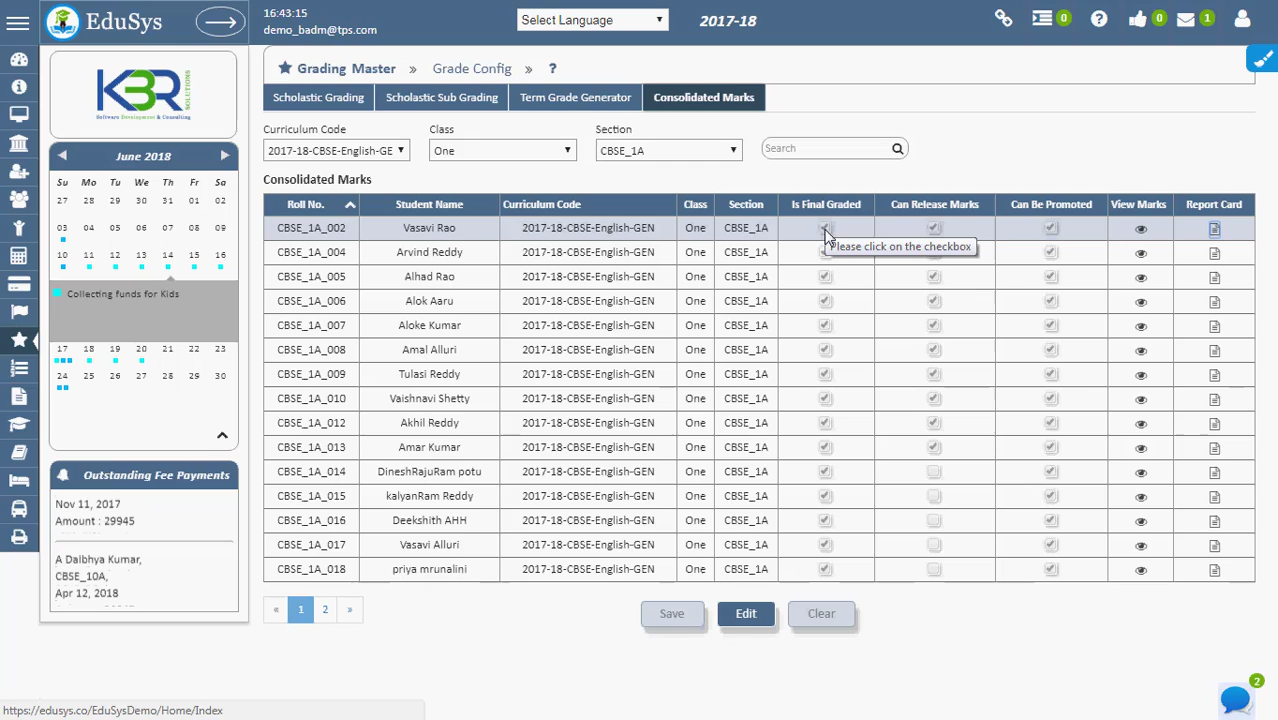 EduSys
16:43:15
demo_badm@tps.com
Select Language
2017-18
0
0
1
KBR
SOLUTIONS
Software Development & Consulting
Grading Master » Grade Config » ?
Scholastic Grading
Scholastic Sub Grading
Term Grade Generator
Consolidated Marks
Curriculum Code
Class
Section
2017-18-CBSE-English-GE
One
CBSE_1A
Search
June 2018
Su Mo Tu We Th Fr Sa
27 28 29 30 31 01 02
03 04 05 06 07 08 09
10 11 12 13 14 15 16
Collecting funds for Kids
17 18 19 20 21 22 23
24 25 26 27 28 29 30
Outstanding Fee Payments
Nov 11, 2017
Amount : 29945
A Dalbhya Kumar,
CBSE_10A,
Apr 12, 2018
Consolidated Marks
Roll No. Student Name Curriculum Code Class Section Is Final Graded Can Release Marks Can Be Promoted View Marks Report Card
CBSE_1A_002 Vasavi Rao 2017-18-CBSE-English-GEN One CBSE_1A
Please click on the checkbox
CBSE_1A_004 Arvind Reddy 2017-18-CBSE-English-GEN One CBSE_1A
CBSE_1A_005 Alhad Rao 2017-18-CBSE-English-GEN One CBSE_1A
CBSE_1A_006 Alok Aaru 2017-18-CBSE-English-GEN One CBSE_1A
CBSE_1A_007 Aloke Kumar 2017-18-CBSE-English-GEN One CBSE_1A
CBSE_1A_008 Amal Alluri 2017-18-CBSE-English-GEN One CBSE_1A
CBSE_1A_009 Tulasi Reddy 2017-18-CBSE-English-GEN One CBSE_1A
CBSE_1A_010 Vaishnavi Shetty 2017-18-CBSE-English-GEN One CBSE_1A
CBSE_1A_012 Akhil Reddy 2017-18-CBSE-English-GEN One CBSE_1A
CBSE_1A_013 Amar Kumar 2017-18-CBSE-English-GEN One CBSE_1A
CBSE_1A_014 DineshRajuRam potu 2017-18-CBSE-English-GEN One CBSE_1A
CBSE_1A_015 kalyanRam Reddy 2017-18-CBSE-English-GEN One CBSE_1A
CBSE_1A_016 Deekshith AHH 2017-18-CBSE-English-GEN One CBSE_1A
CBSE_1A_017 Vasavi Alluri 2017-18-CBSE-English-GEN One CBSE_1A
CBSE_1A_018 priya mrunalini 2017-18-CBSE-English-GEN One CBSE_1A
« 1 2 »
Save
Edit
Clear
2
https://edusys.co/EduSysDemo/Home/Index